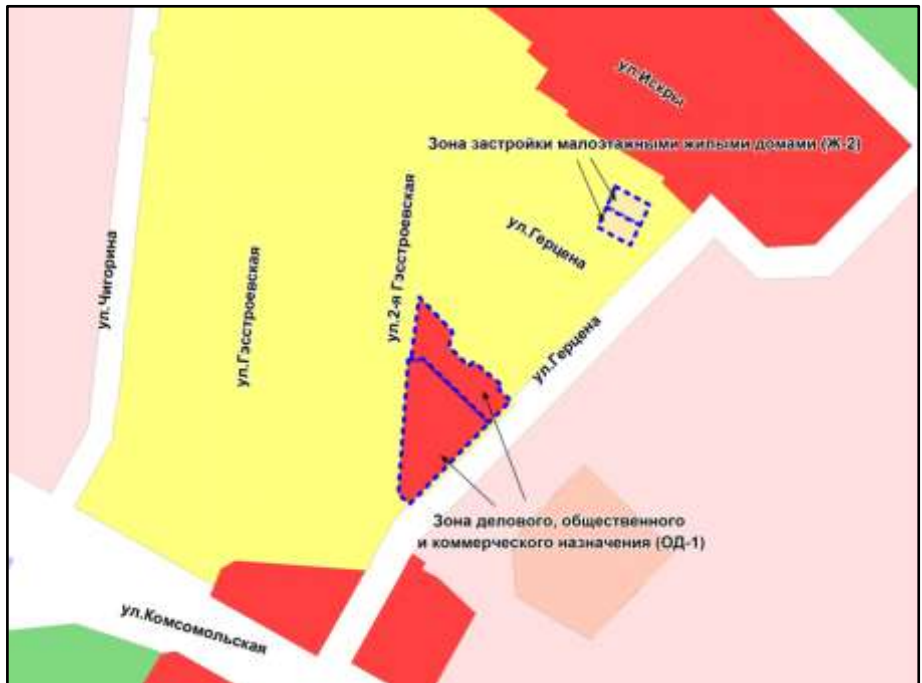 ул.Искры
Зона застройки малоэтажными жилыми домами (Ж-2)
ул.Чигорина
ул.Гэсстроевская
ул.2-я Гэсстроевская
ул.Герцена
ул.Герцена
Зона делового, общественного
и коммерческого назначения (ОД-1)
ул.Комсомольская